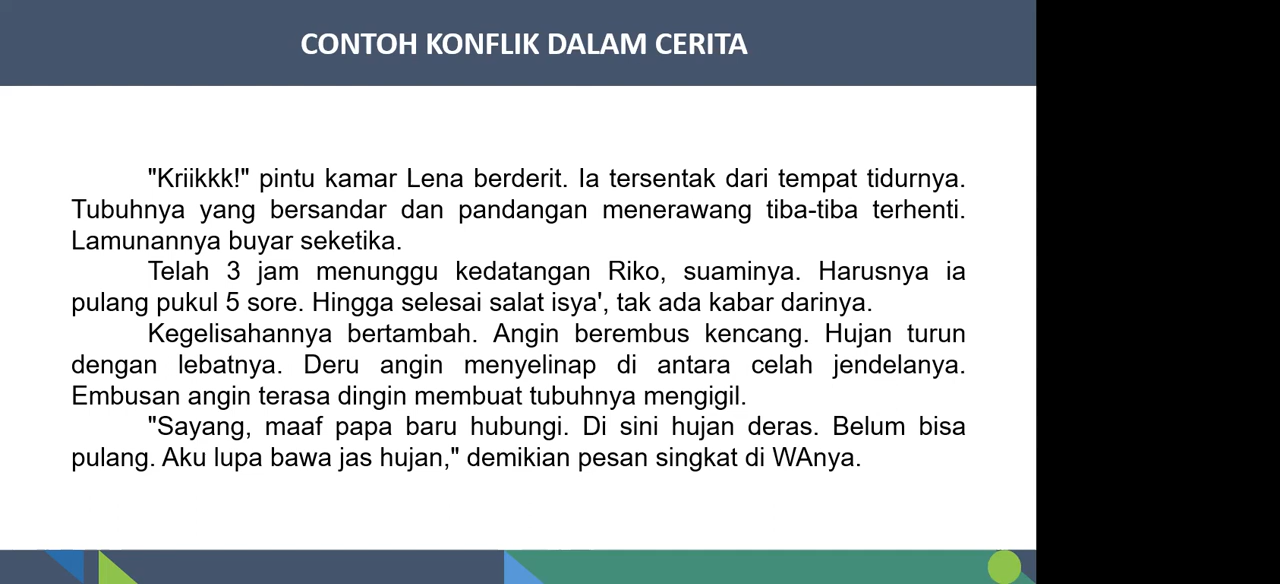 CONTOH KONFLIK DALAM CERITA
"Kriikkk!" pintu kamar Lena berderit. Ia tersentak dari tempat tidurnya.
Tubuhnya yang bersandar dan pandangan menerawang tiba-tiba terhenti.
Lamunannya buyar seketika.
Telah 3 jam menunggu kedatangan Riko, suaminya. Harusnya ia
pulang pukul 5 sore. Hingga selesai salat isya', tak ada kabar darinya.
Kegelisahannya bertambah. Angin berembus kencang. Hujan turun
dengan lebatnya. Deru angin menyelinap di antara celah jendelanya.
Embusan angin terasa dingin membuat tubuhnya mengigil.
"Sayang, maaf papa baru hubungi. Di sini hujan deras. Belum bisa
pulang. Aku lupa bawa jas hujan," demikian pesan singkat di WAnya.